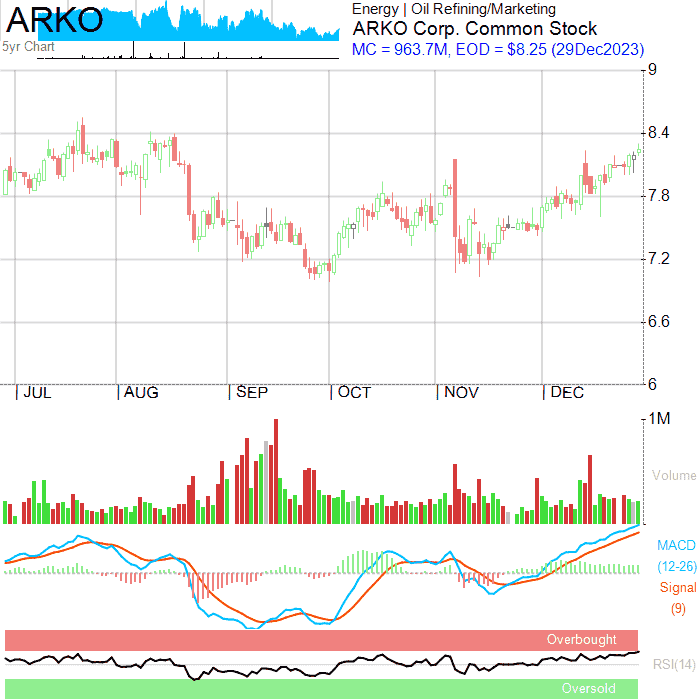 ARKO
5yr Chart
Energy | Oil Refining/Marketing
ARKO Corp. Common Stock
MC = 963.7M, EOD = $8.25 (29Dec2023)
9
8.4
7.8
7.2
6.6
6
| JUL | AUG | SEP | OCT | NOV | DEC
1M
Volume
MACD
(12-26)
Signal
(9)
Overbought
RSI(14)
Oversold